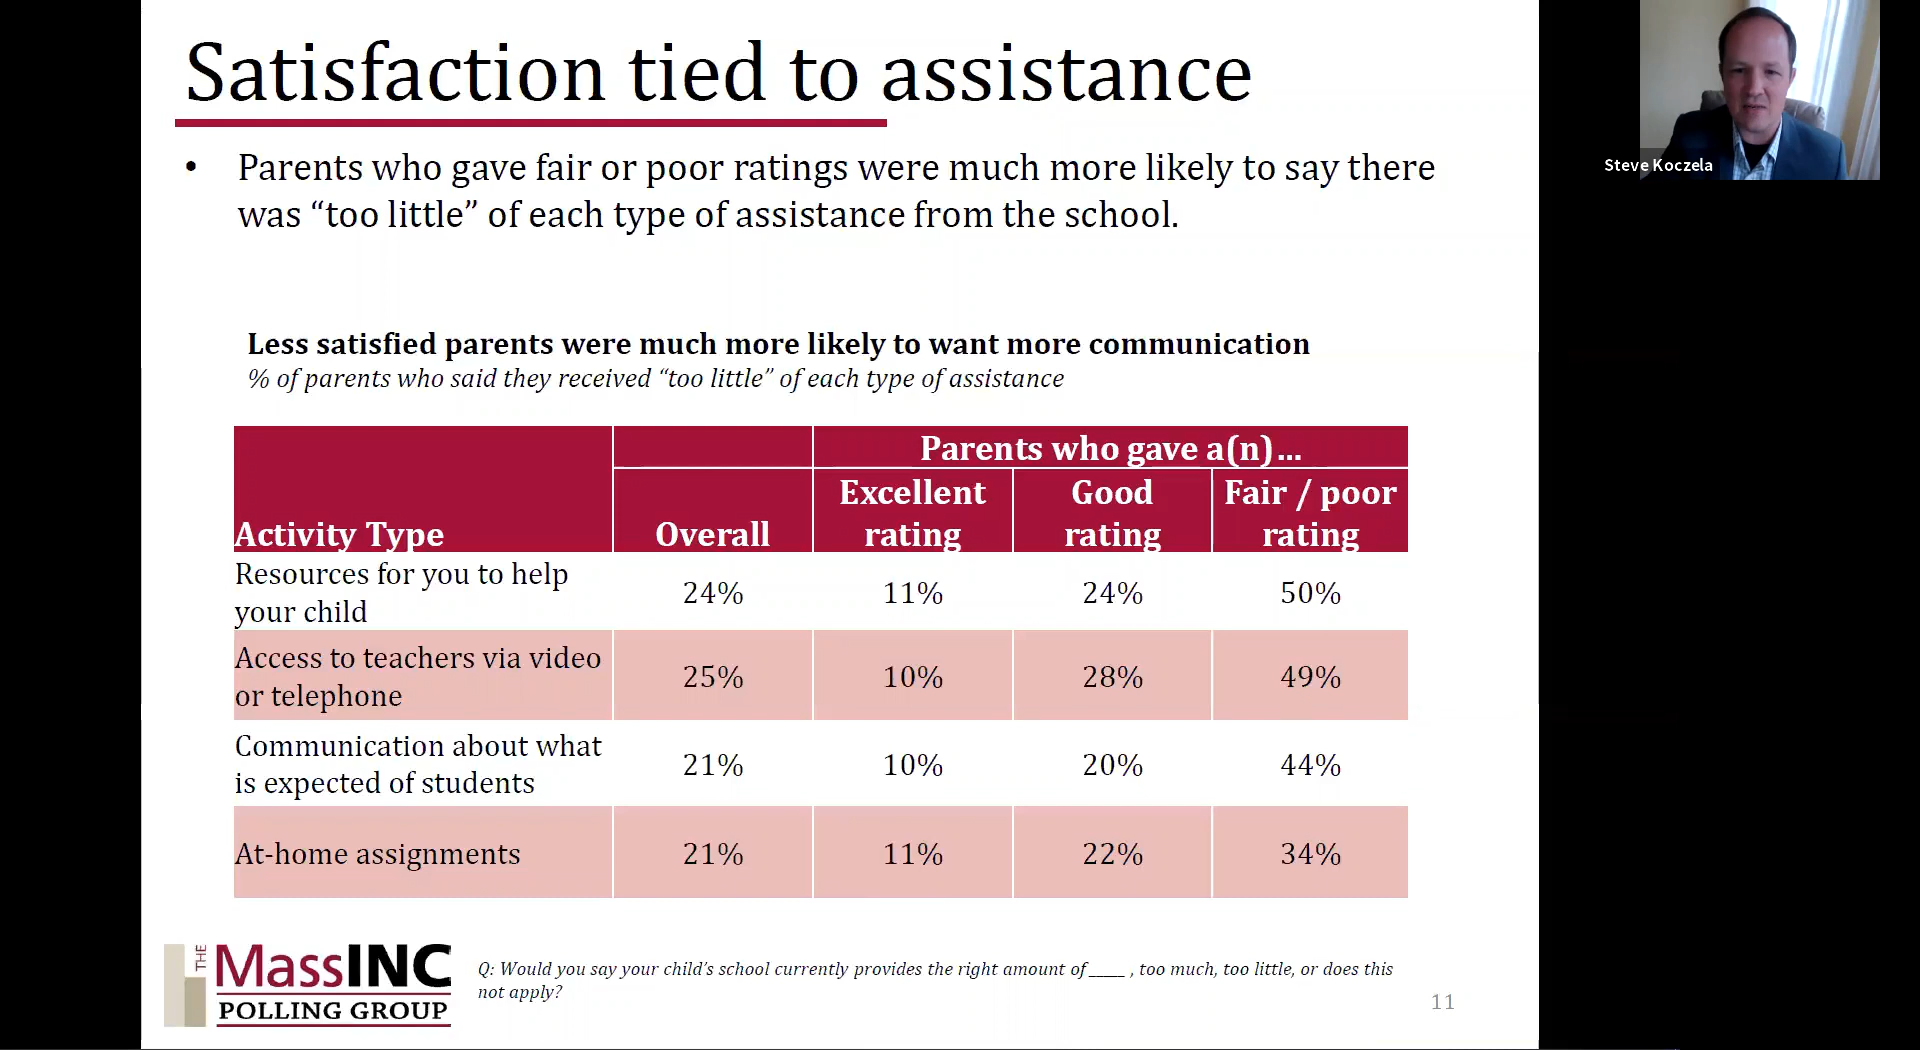 Satisfaction tied to assistance
• Parents who gave fair or poor ratings were much more likely to say there
was “too little” of each type of assistance from the school.
Less satisfied parents were much more likely to want more communication
% of parents who said they received “too little” of each type of assistance
Parents who gave a(n)...
Activity Type Overall Excellent rating Good rating Fair / poor rating
Resources for you to help
your child 24% 11% 24% 50%
Access to teachers via video
or telephone 25% 10% 28% 49%
Communication about what
is expected of students 21% 10% 20% 44%
At-home assignments 21% 11% 22% 34%
THE
MassINC
POLLING GROUP
Q: Would you say your child’s school currently provides the right amount of ____ , too much, too little, or does this
not apply?
11
Steve Koczela